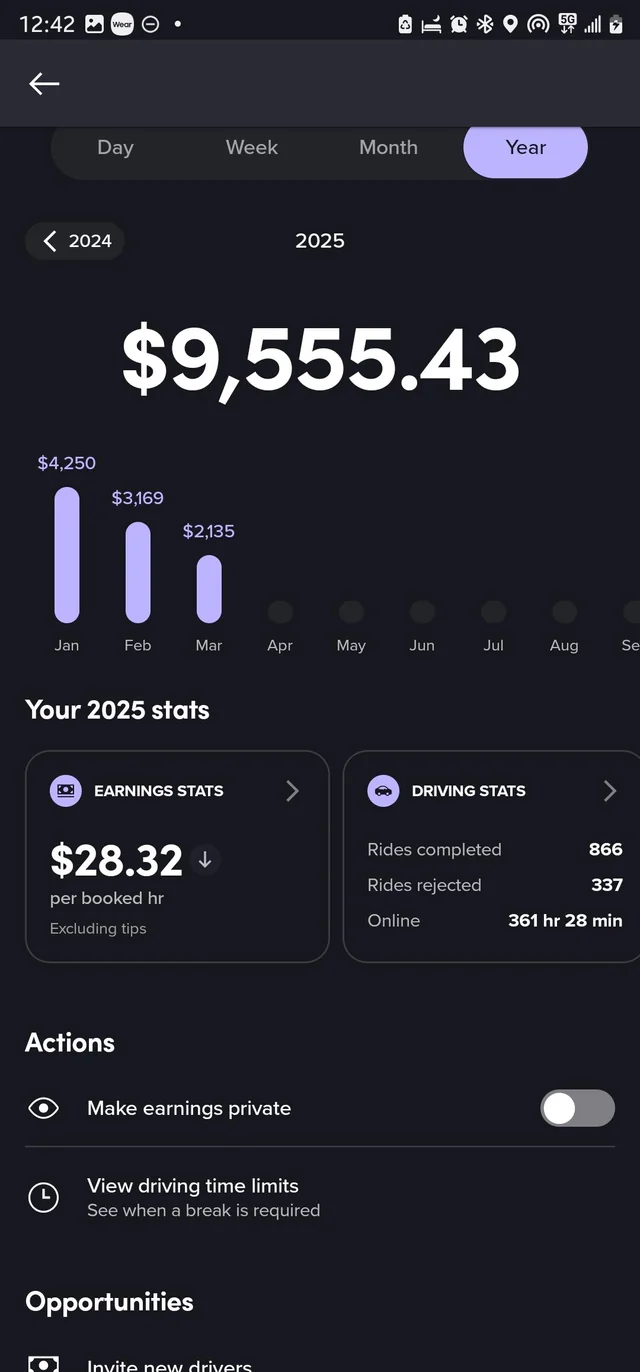 12:42 Wear 5G
Day Week Month Year
2024 2025
$9,555.43
$4,250
$3,169
$2,135
Jan Feb Mar Apr May Jun Jul Aug Se
Your 2025 stats
EARNINGS STATS
$28.32
per booked hr
Excluding tips
DRIVING STATS
Rides completed 866
Rides rejected 337
Online 361 hr 28 min
Actions
Make earnings private
View driving time limits
See when a break is required
Opportunities
Invite new drivers